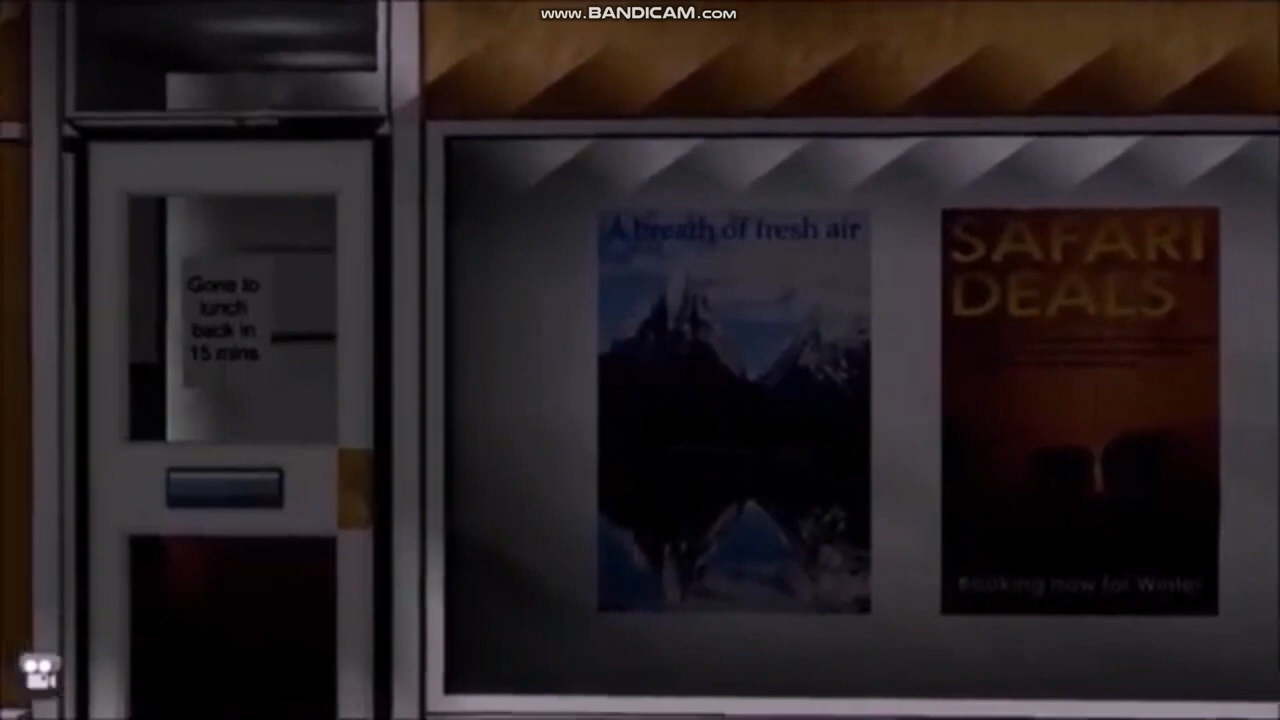 www.BANDICAM.com
Gone to
lunch
back in
15 mins
A breath of fresh air
SAFARI
DEALS
Booking now for Winter